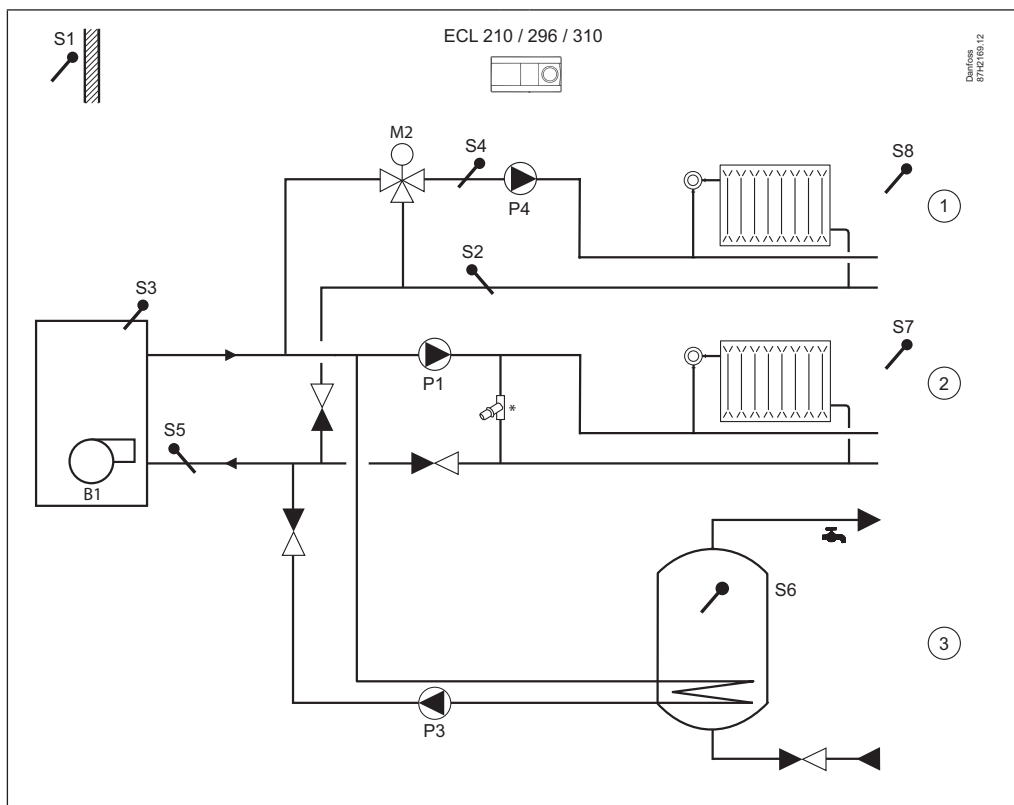 S1
ECL 210 / 296 / 310
Danfoss
87H2169.12
M2
S4
S8
P4
1
S2
S3
S7
P1
2
*
S5
B1
S6
3
P3